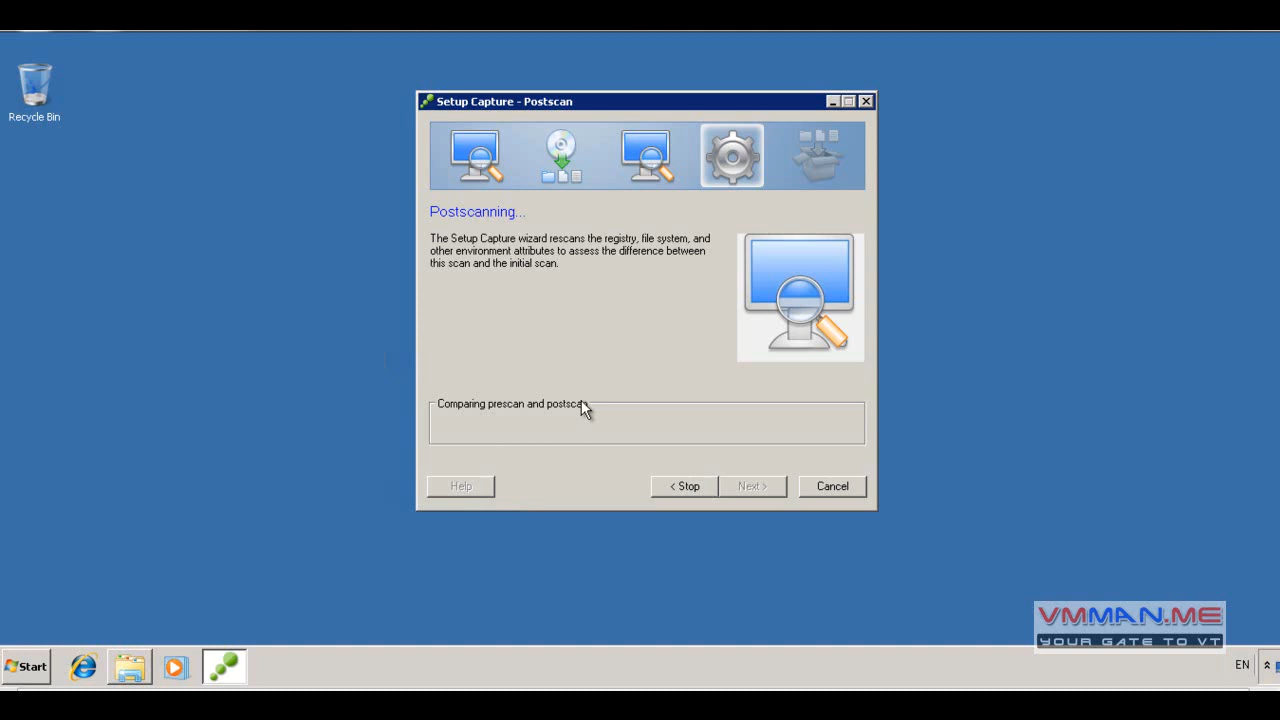 Recycle Bin
Setup Capture - Postscan
Postscanning...
The Setup Capture wizard rescans the registry, file system, and
other environment attributes to assess the difference between
this scan and the initial scan.
Comparing prescan and postscan
Help
< Stop
Next >
Cancel
VMMAN.ME
YOUR GATE TO VT
Start
EN